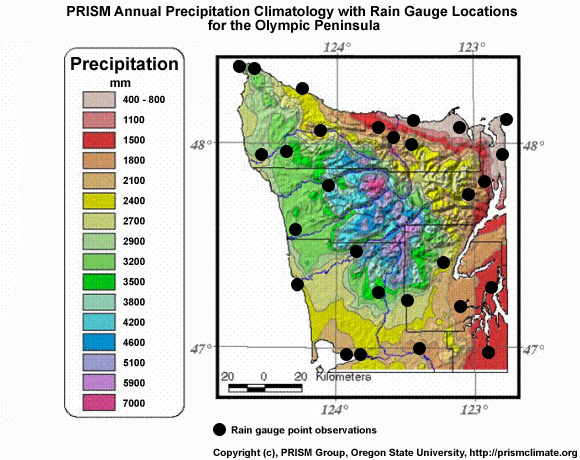 PRISM Annual Precipitation Climatology with Rain Gauge Locations
for the Olympic Peninsula
Precipitation
mm
400 - 800
1100
1500
1800
2100
2400
2700
2900
3200
3500
3800
4200
4600
5100
5900
7000
124° 123°
48° 48°
47° 47°
20 0 20 Kilometers
124° 123°
Rain gauge point observations
Copyright (c), PRISM Group, Oregon State University, http://prismclimate.org